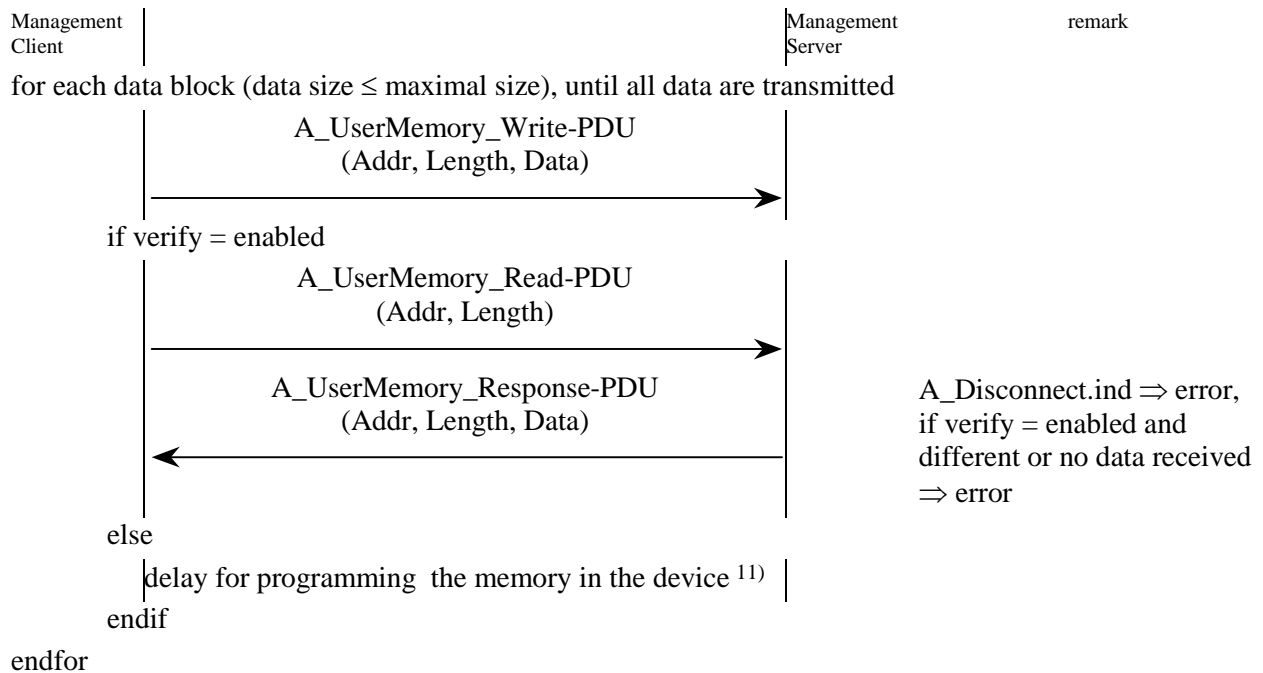 Management Client
Management Server
remark
for each data block (data size ≤ maximal size), until all data are transmitted
A_UserMemory_Write-PDU
(Addr, Length, Data)
if verify = enabled
A_UserMemory_Read-PDU
(Addr, Length)
A_UserMemory_Response-PDU
(Addr, Length, Data)
A_Disconnect.ind ⇒ error,
if verify = enabled and
different or no data received
⇒ error
else
delay for programming the memory in the device 11)
endif
endfor